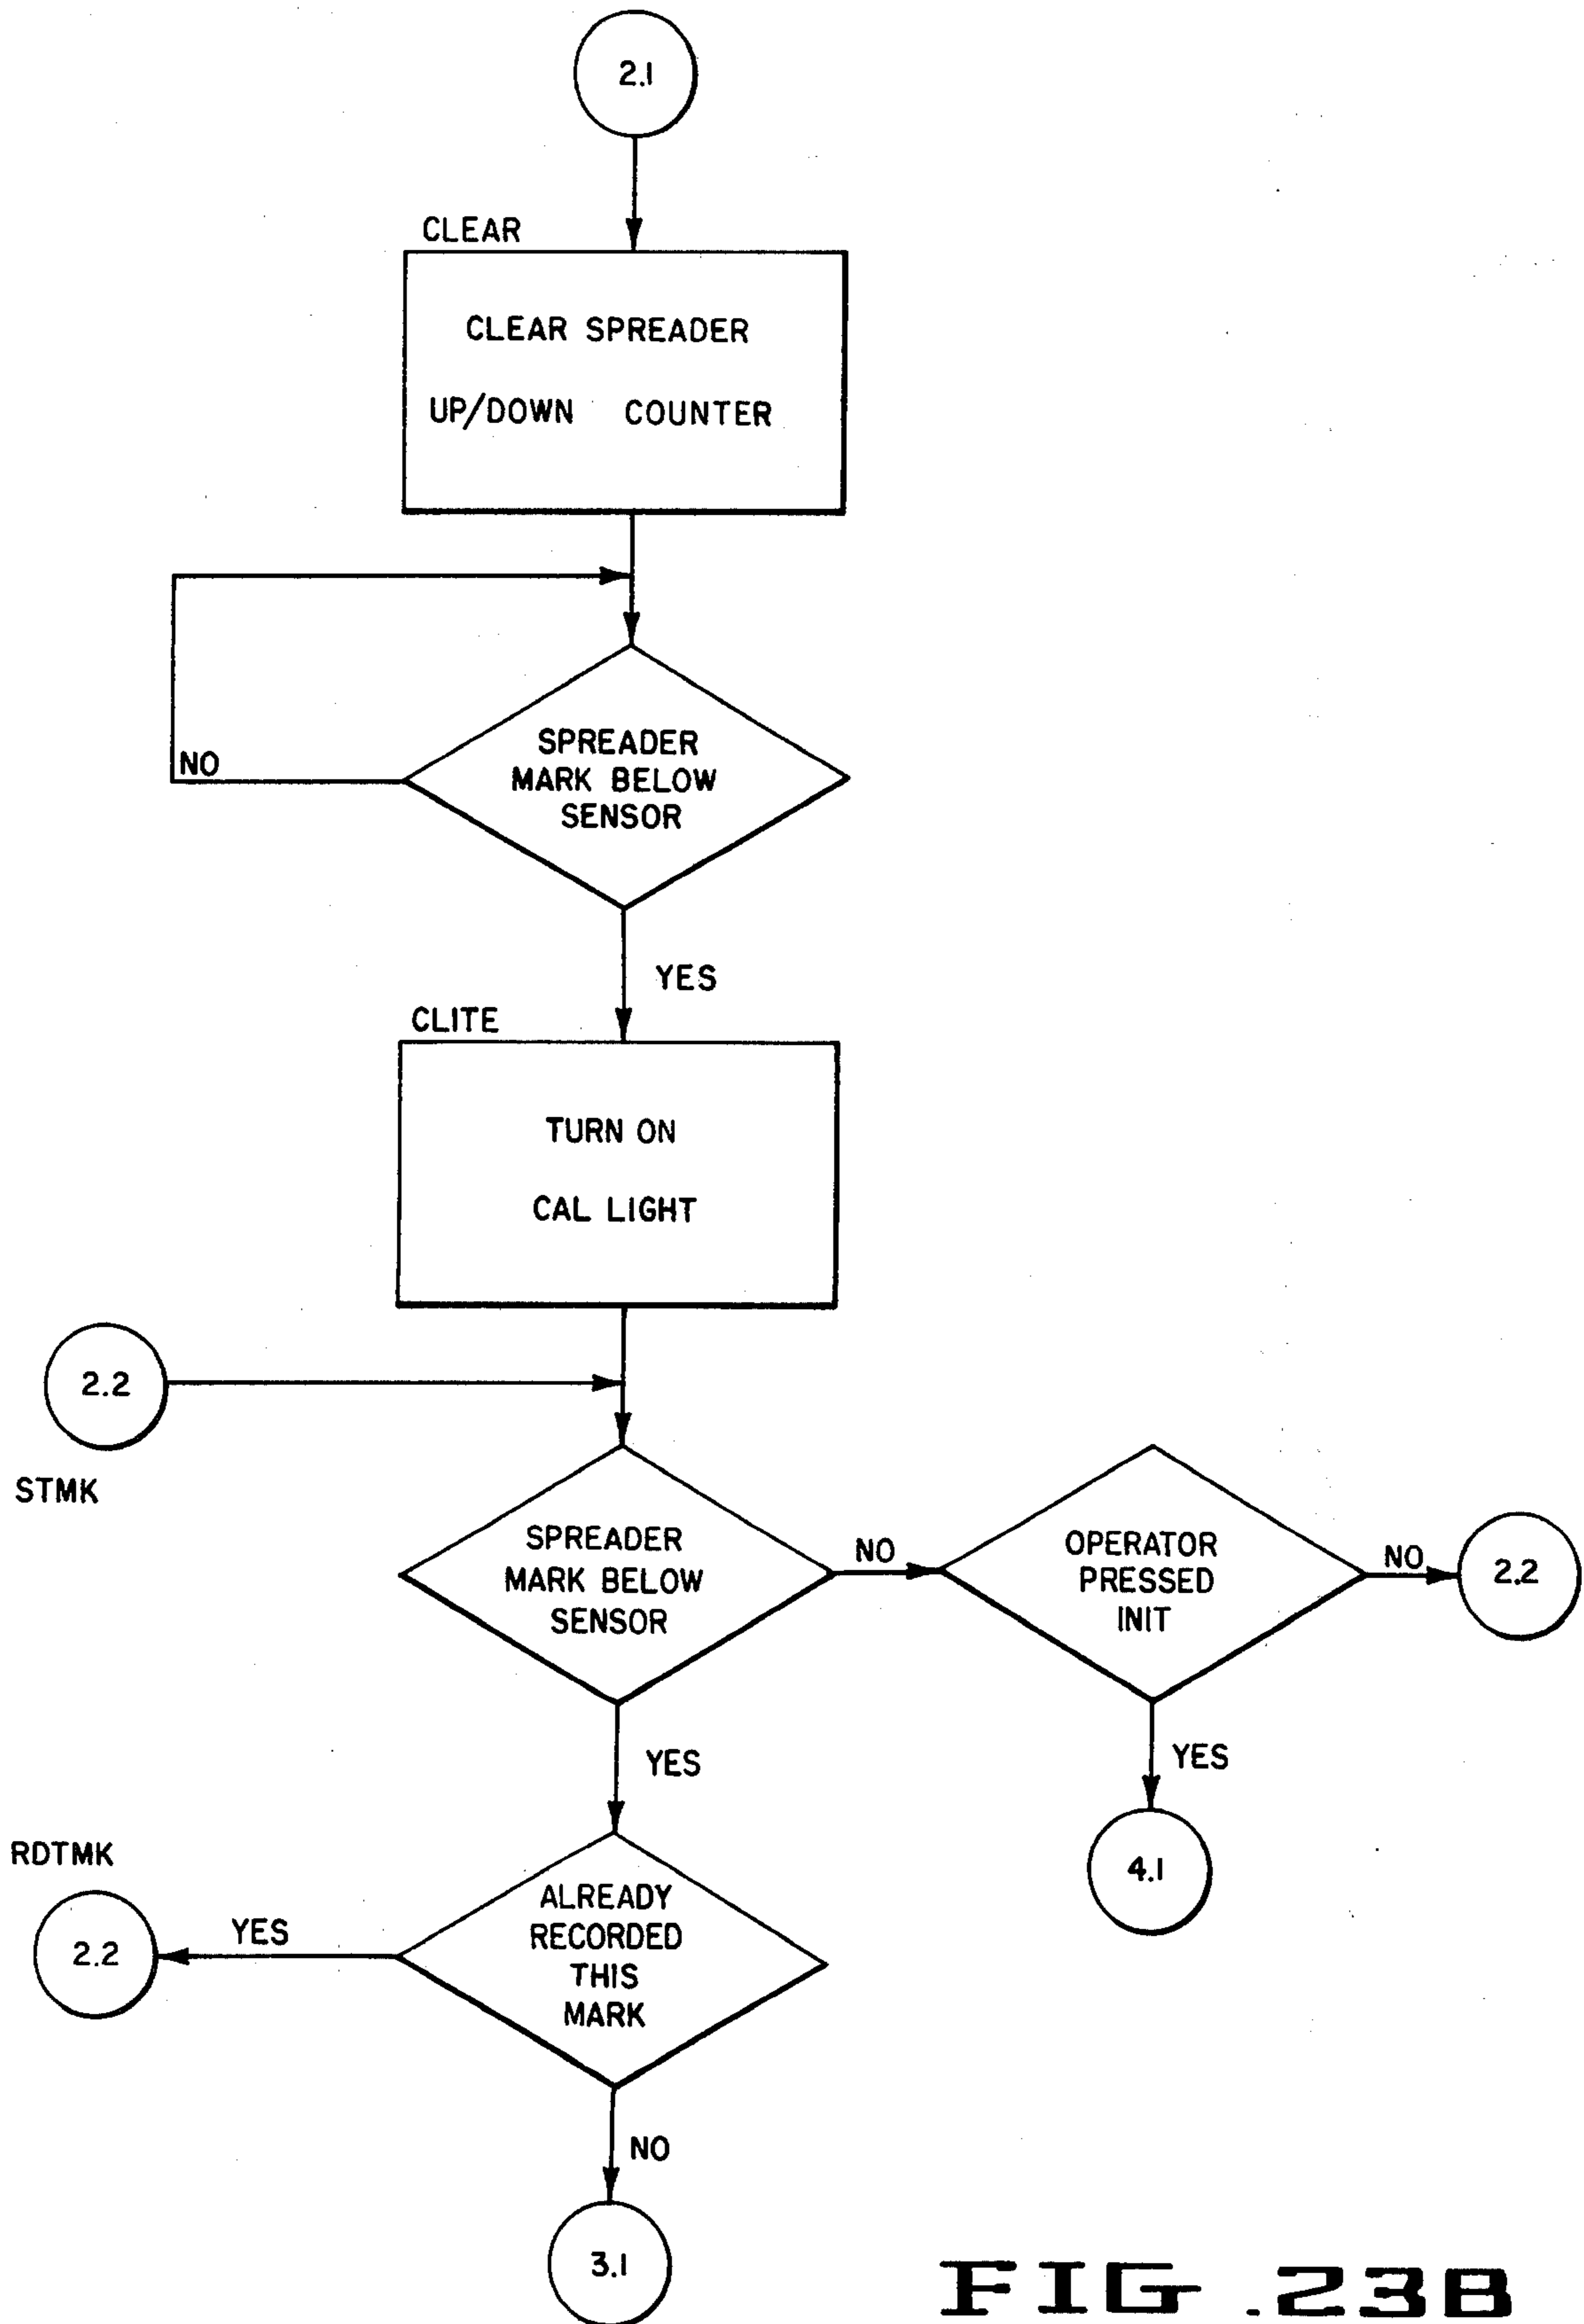 2.1
CLEAR
CLEAR SPREADER
UP/DOWN COUNTER
SPREADER
MARK BELOW
SENSOR
NO
YES
CLITE
TURN ON
CAL LIGHT
2.2
STMK
SPREADER
MARK BELOW
SENSOR
NO
OPERATOR
PRESSED
INIT
NO
2.2
YES
YES
4.1
RDTMK
2.2
YES
ALREADY
RECORDED
THIS
MARK
NO
3.1
FIG.23B